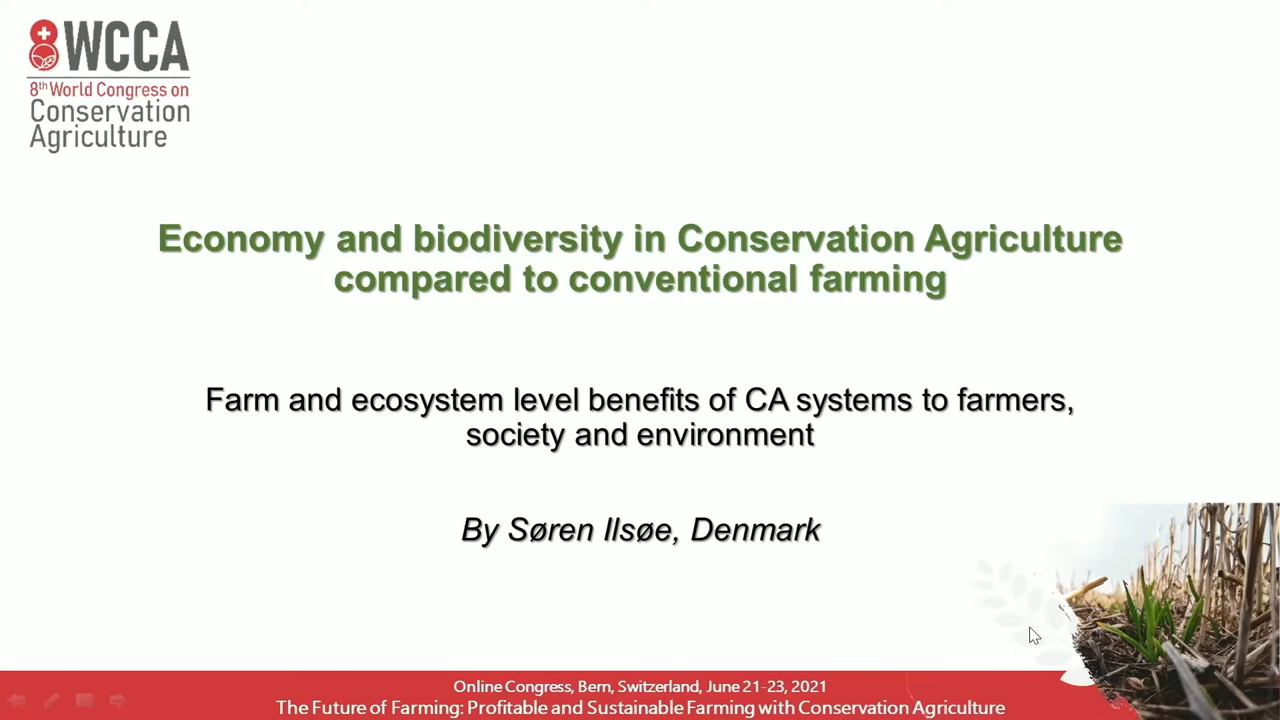 8WCCA
8th World Congress on
Conservation
Agriculture
Economy and biodiversity in Conservation Agriculture
compared to conventional farming
Farm and ecosystem level benefits of CA systems to farmers,
society and environment
By Søren Ilsøe, Denmark
Online Congress, Bern, Switzerland, June 21-23, 2021
The Future of Farming: Profitable and Sustainable Farming with Conservation Agriculture